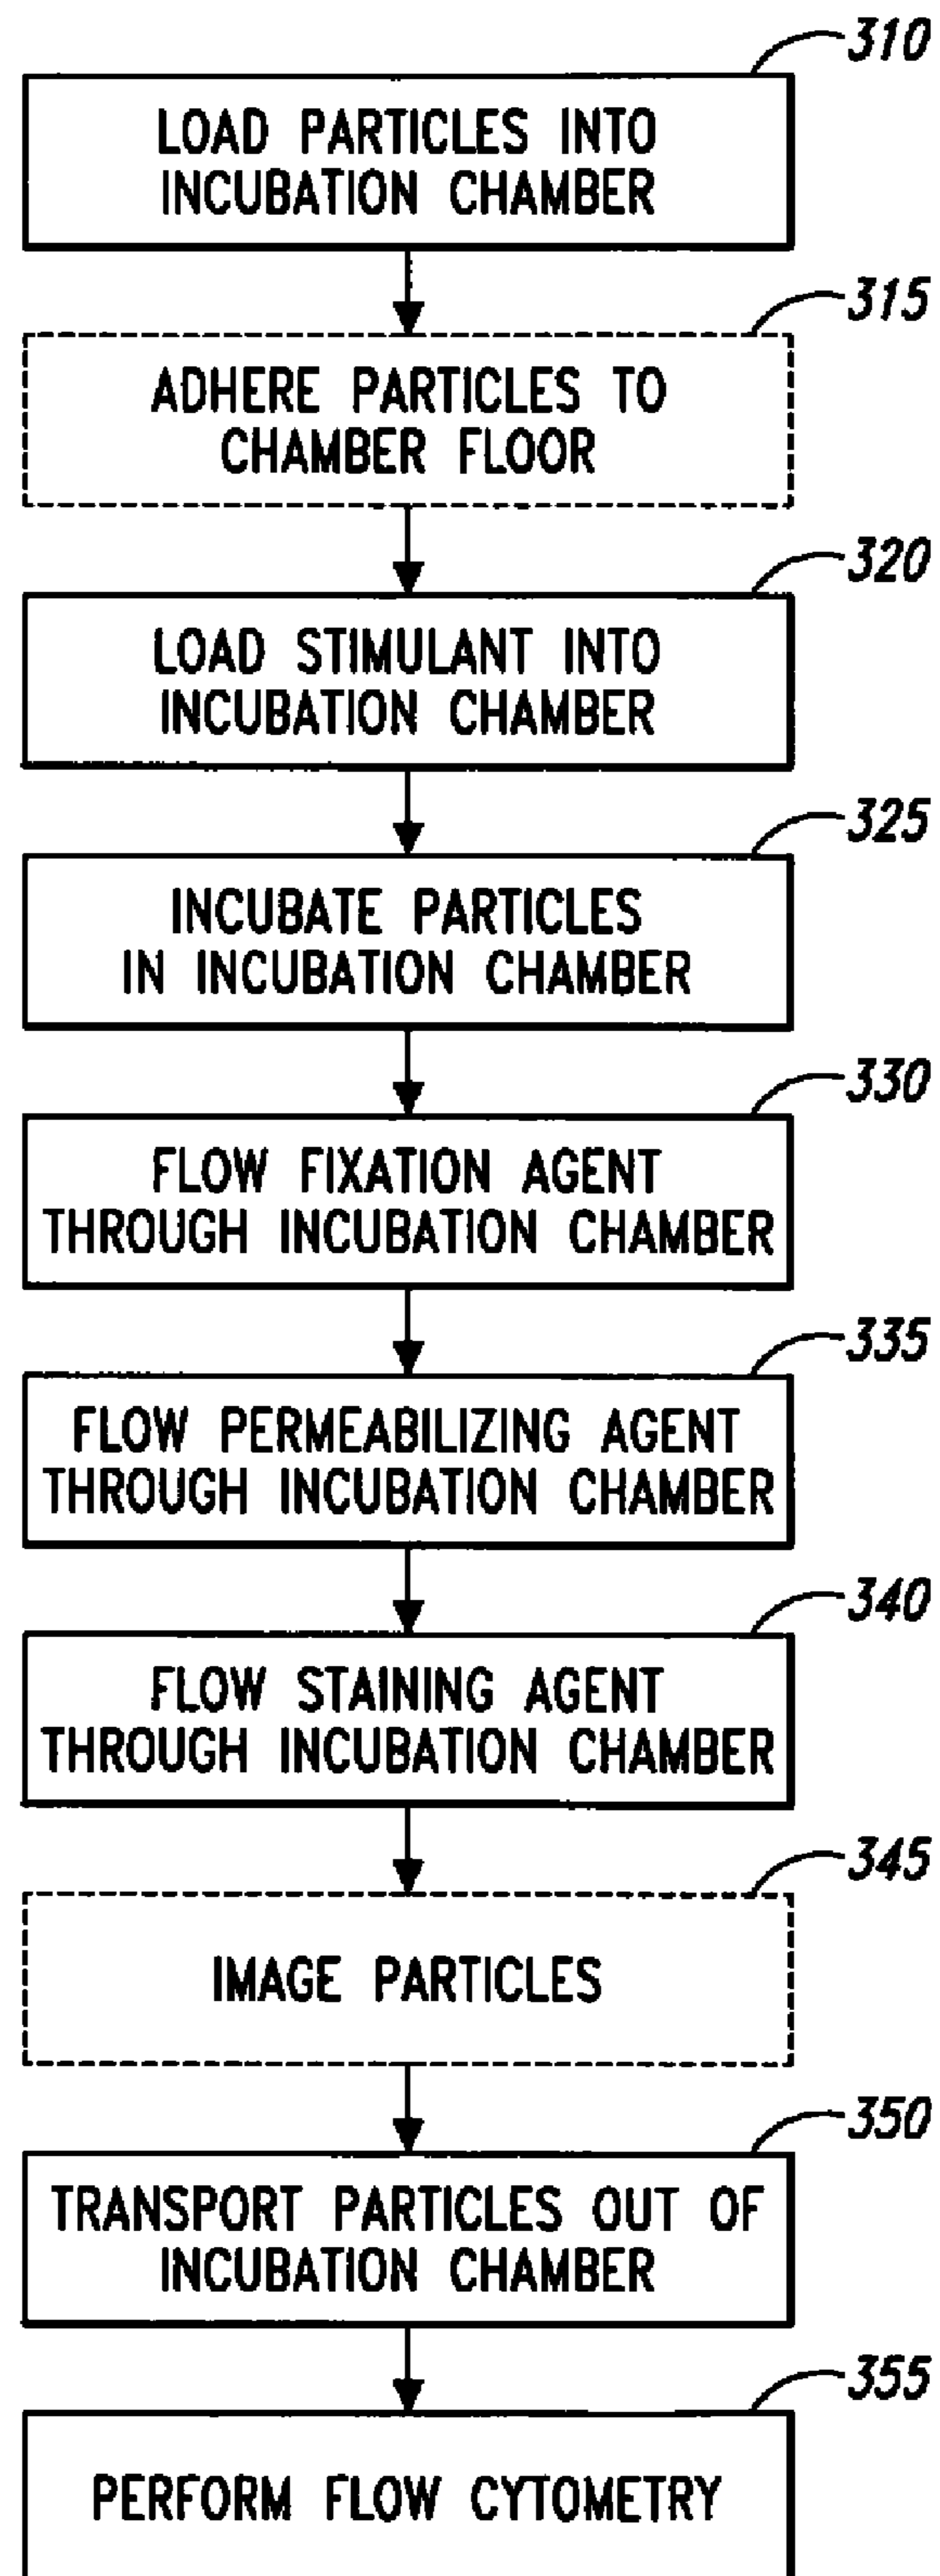 310
LOAD PARTICLES INTO
INCUBATION CHAMBER
315
ADHERE PARTICLES TO
CHAMBER FLOOR
320
LOAD STIMULANT INTO
INCUBATION CHAMBER
325
INCUBATE PARTICLES
IN INCUBATION CHAMBER
330
FLOW FIXATION AGENT
THROUGH INCUBATION CHAMBER
335
FLOW PERMEABILIZING AGENT
THROUGH INCUBATION CHAMBER
340
FLOW STAINING AGENT
THROUGH INCUBATION CHAMBER
345
IMAGE PARTICLES
350
TRANSPORT PARTICLES OUT OF
INCUBATION CHAMBER
355
PERFORM FLOW CYTOMETRY